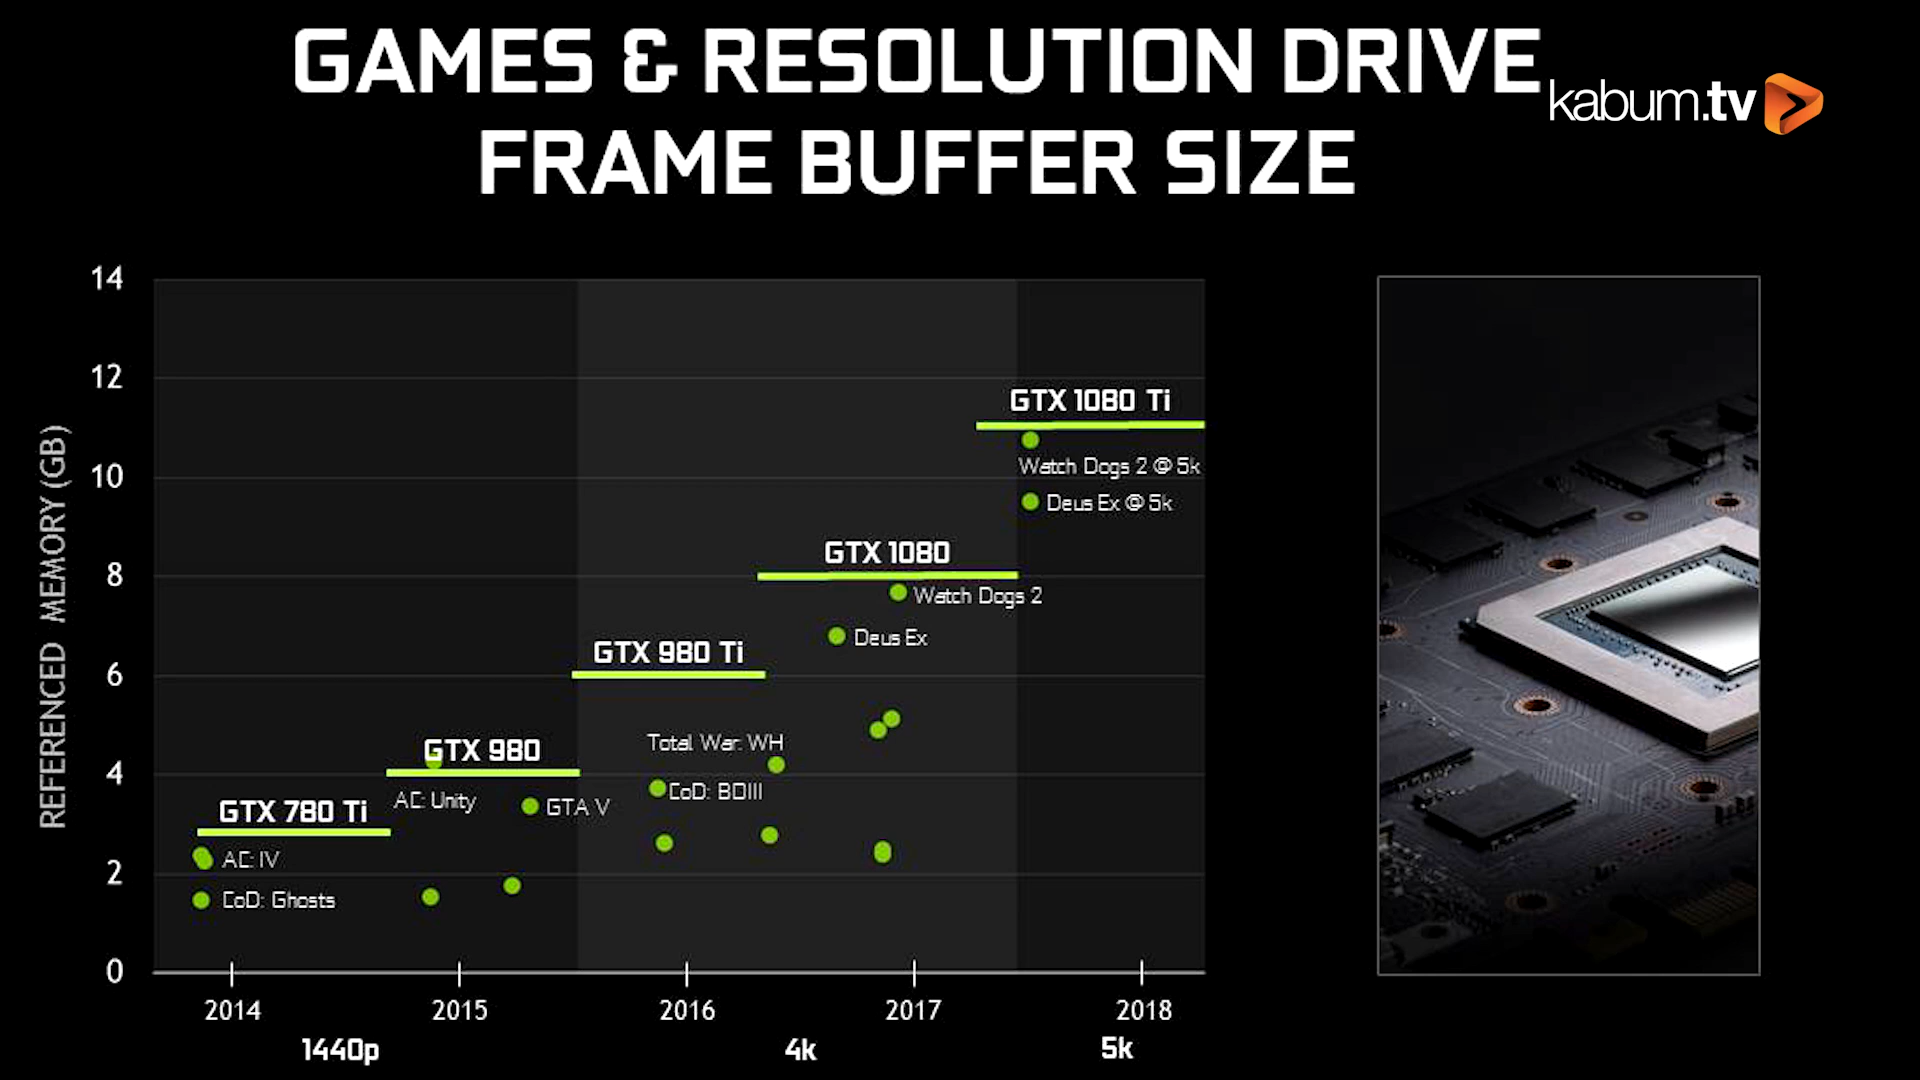 GAMES & RESOLUTION DRIVE
FRAME BUFFER SIZE
kabum.tv
REFERENCED MEMORY (GB)
14
12
10
8
6
4
2
0
GTX 1080 Ti
Watch Dogs 2 @ 5k
Deus Ex @ 5k
GTX 1080
Watch Dogs 2
Deus Ex
GTX 980 Ti
Total War: WH
CoD: BOIII
GTX 980
AC: Unity
GTA V
GTX 780 Ti
AC: IV
CoD: Ghosts
2014 2015 2016 2017 2018
1440p 4k 5k